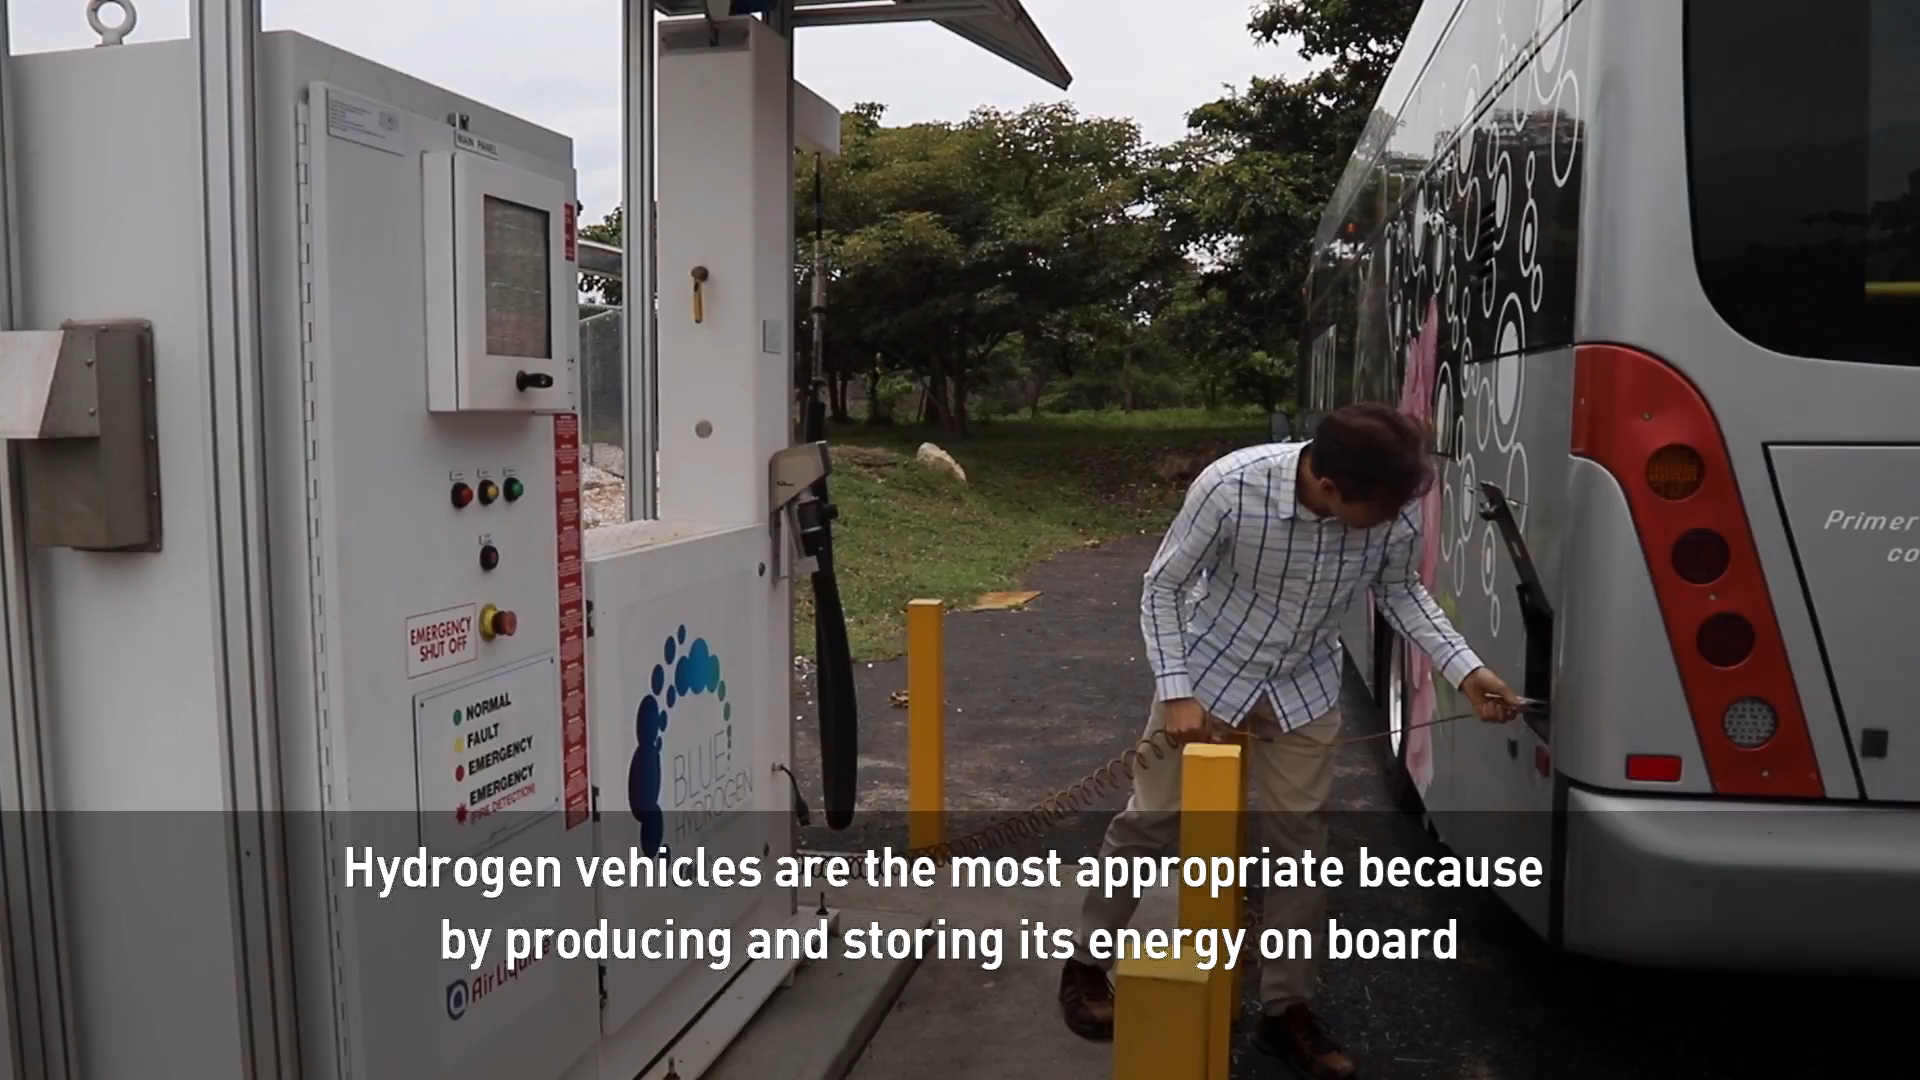 MAIN PANEL
EMERGENCY
SHUT OFF
NORMAL
FAULT
EMERGENCY
EMERGENCY
(FIRE DETECTION)
BLUE
HYDROGEN
Air Liquide
Primer
co
Hydrogen vehicles are the most appropriate because
by producing and storing its energy on board